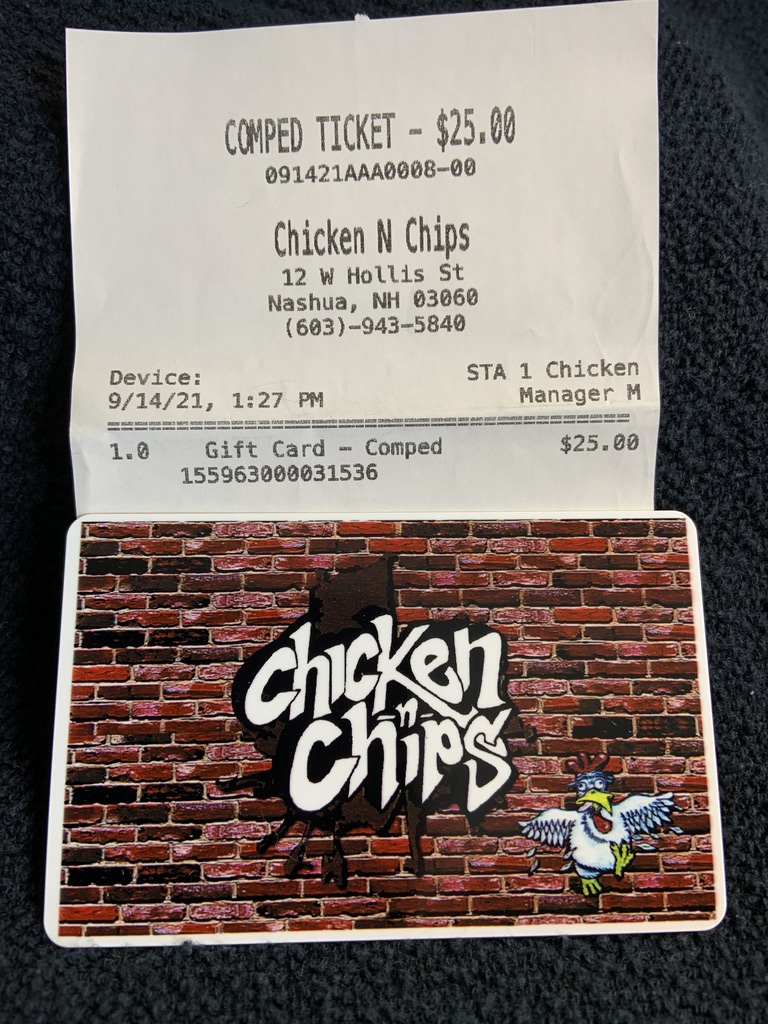 COMPED TICKET - $25.00
091421AAA0008-00
Chicken N Chips
12 W Hollis St
Nashua, NH 03060
(603)-943-5840
Device: STA 1 Chicken
9/14/21, 1:27 PM Manager M
1.0 Gift Card - Comped $25.00
155963000031536
chicken
-n-
chips